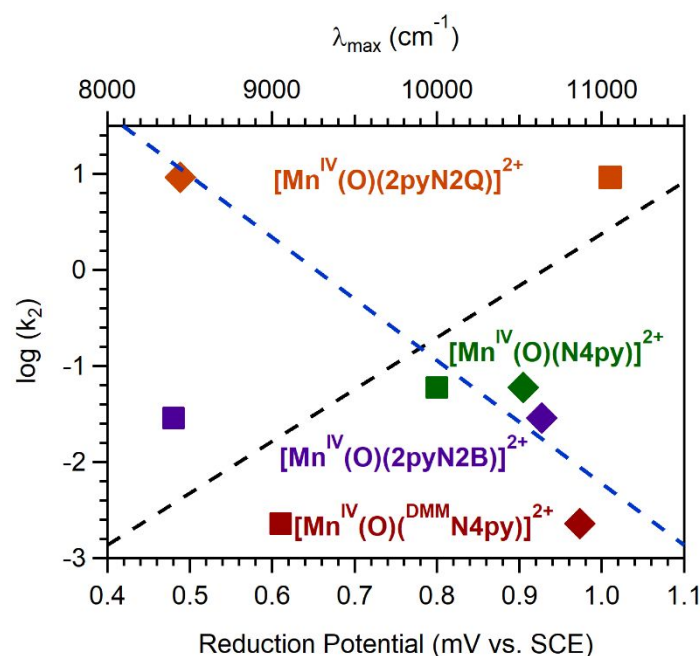 λmax (cm⁻¹)
8000 9000 10000 11000
1
[Mnᴵⱽ(O)(2pyN2Q)]²⁺
0
log (k₂)
[Mnᴵⱽ(O)(N4py)]²⁺
-1
[Mnᴵⱽ(O)(2pyN2B)]²⁺
-2
[Mnᴵⱽ(O)(ᴰᴹᴹN4py)]²⁺
-3
0.4 0.5 0.6 0.7 0.8 0.9 1.0 1.1
Reduction Potential (mV vs. SCE)